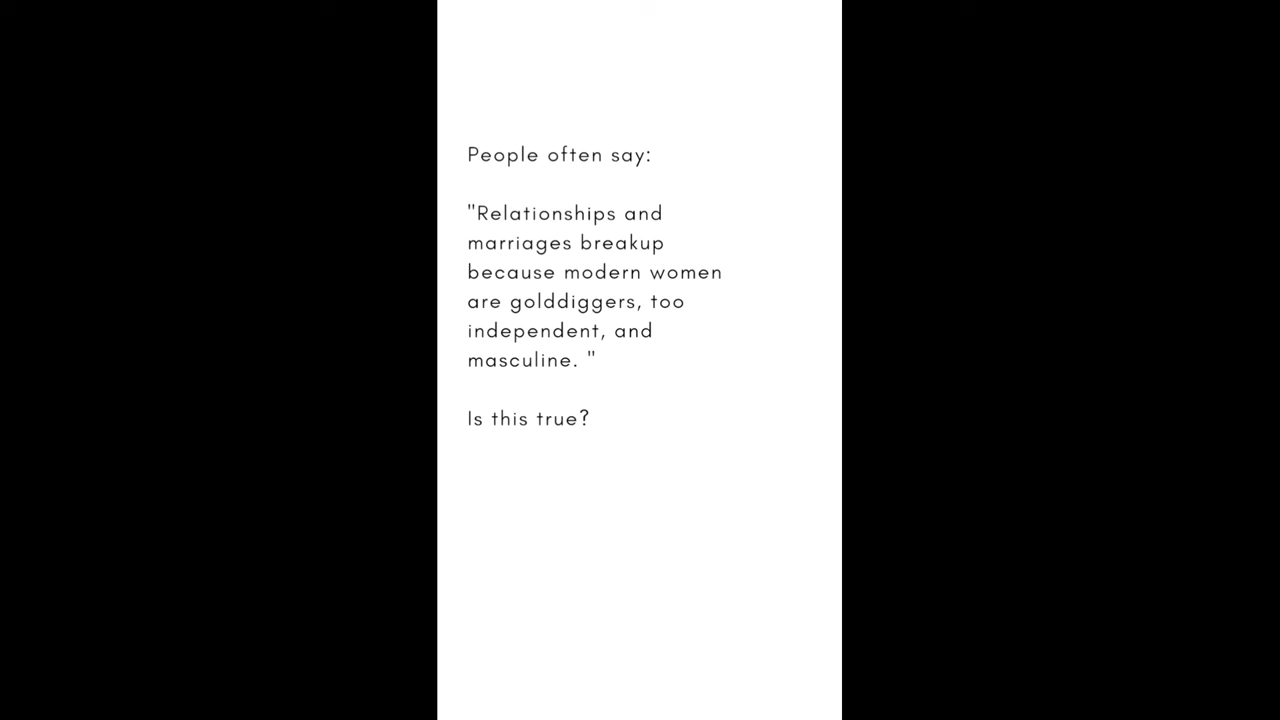 People often say:
"Relationships and
marriages breakup
because modern women
are golddiggers, too
independent, and
masculine. "
Is this true?